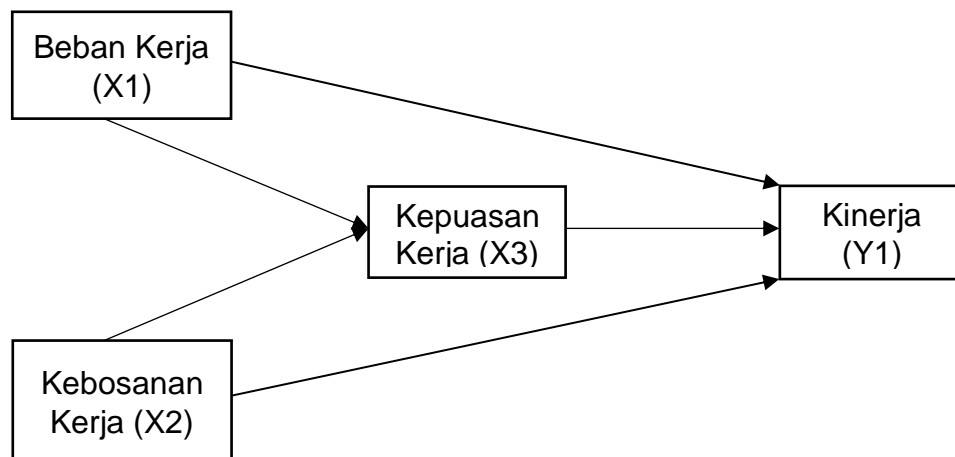 Beban Kerja
(X1)
Kepuasan
Kerja (X3)
Kinerja
(Y1)
Kebosanan
Kerja (X2)